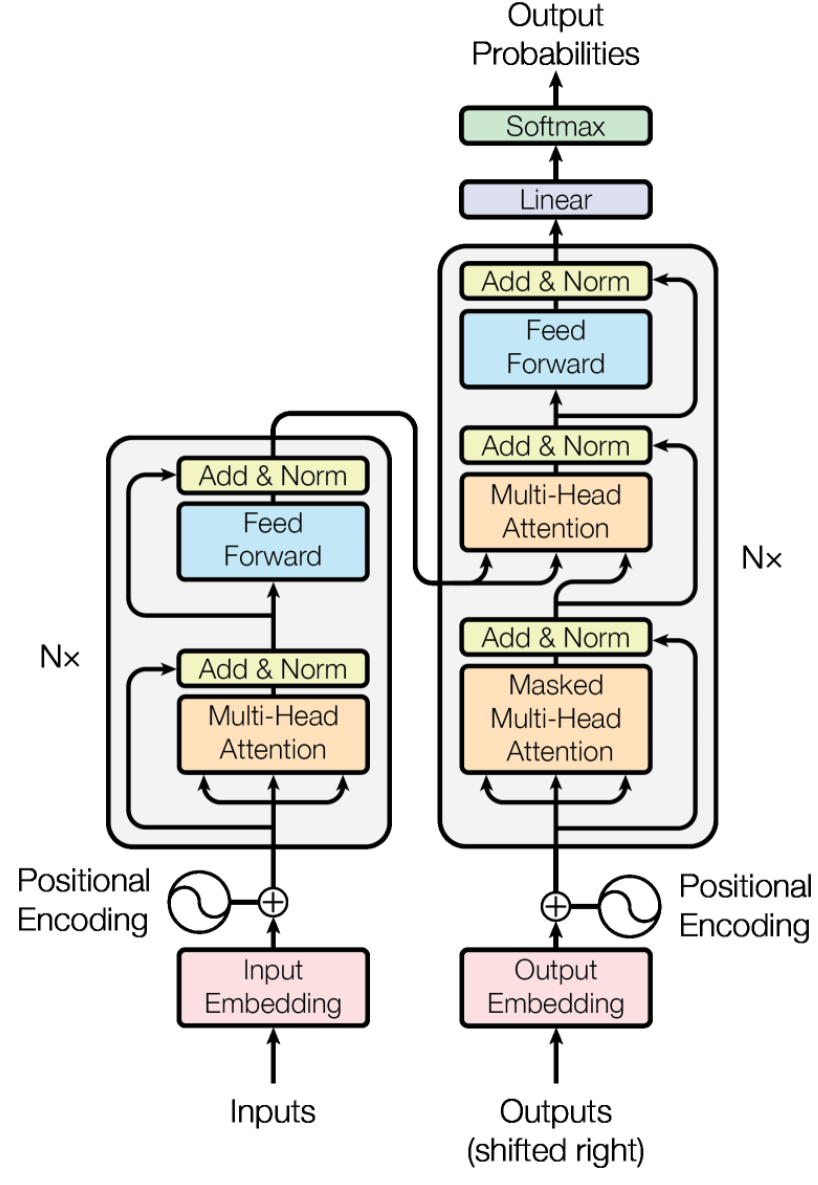 Output
Probabilities
Softmax
Linear
Add & Norm
Feed
Forward
Add & Norm
Multi-Head
Attention
Nx
Add & Norm
Masked
Multi-Head
Attention
Add & Norm
Feed
Forward
Nx
Add & Norm
Multi-Head
Attention
Positional
Encoding
Positional
Encoding
Input
Embedding
Output
Embedding
Inputs
Outputs
(shifted right)